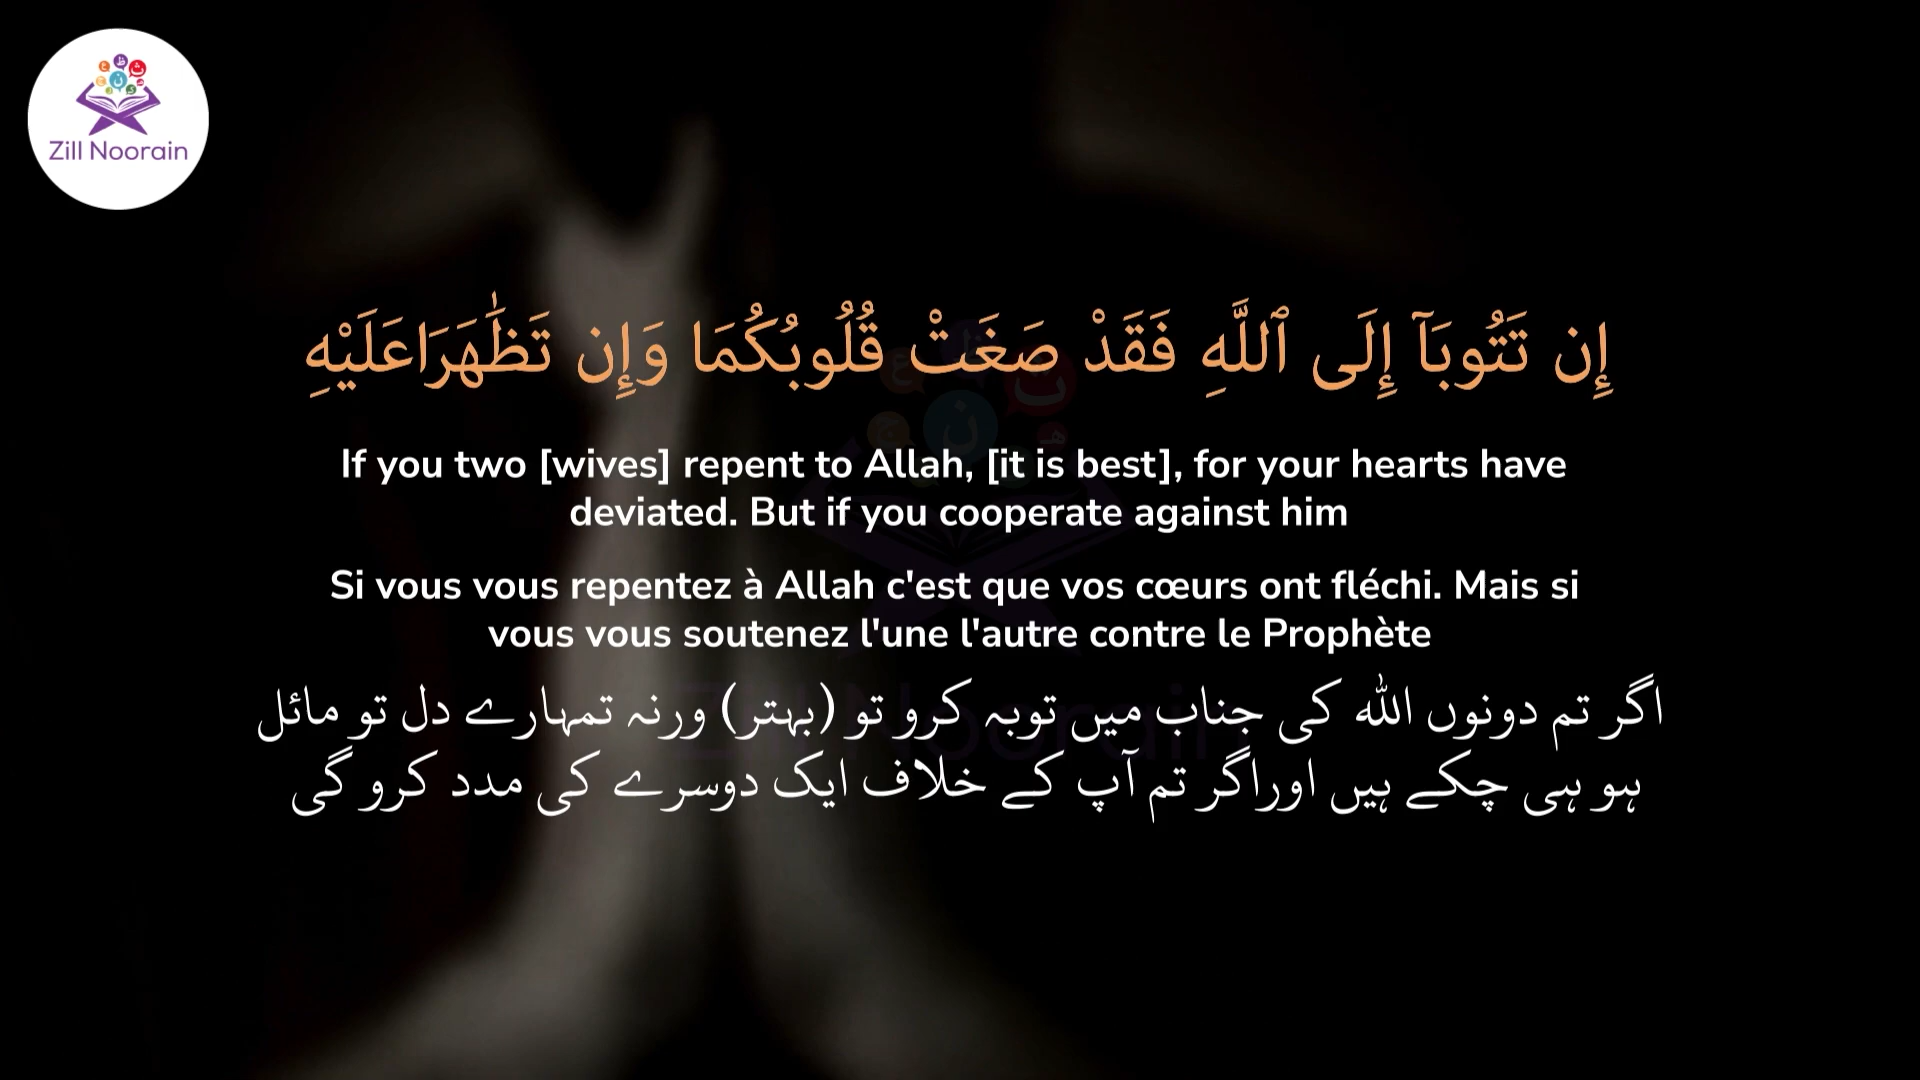 Zill Noorain
إِن تَتُوبَآ إِلَى ٱللَّهِ فَقَدْ صَغَتْ قُلُوبُكُمَا وَإِن تَظَٰهَرَاعَلَيْهِ
If you two [wives] repent to Allah, [it is best], for your hearts have
deviated. But if you cooperate against him
Si vous vous repentez à Allah c'est que vos cœurs ont fléchi. Mais si
vous vous soutenez l'une l'autre contre le Prophète
اگر تم دونوں اللہ کی جناب میں توبہ کرو تو (بہتر) ورنہ تمہارے دل تو مائل
ہو ہی چکے ہیں اوراگر تم آپ کے خلاف ایک دوسرے کی مدد کرو گی